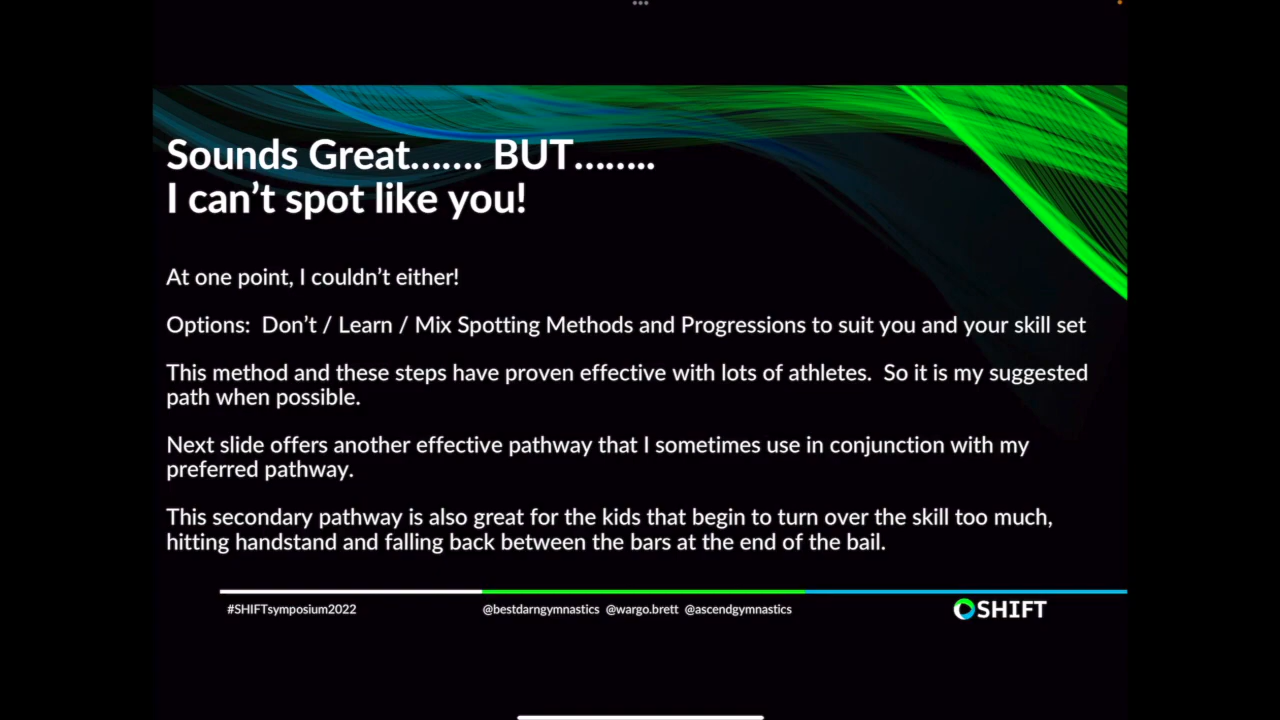 Sounds Great....... BUT........
I can't spot like you!
At one point, I couldn't either!
Options:  Don't / Learn / Mix Spotting Methods and Progressions to suit you and your skill set
This method and these steps have proven effective with lots of athletes.  So it is my suggested
path when possible.
Next slide offers another effective pathway that I sometimes use in conjunction with my
preferred pathway.
This secondary pathway is also great for the kids that begin to turn over the skill too much,
hitting handstand and falling back between the bars at the end of the bail.
#SHIFTsymposium2022
@bestdarngymnastics  @wargo.brett  @ascendgymnastics
SHIFT